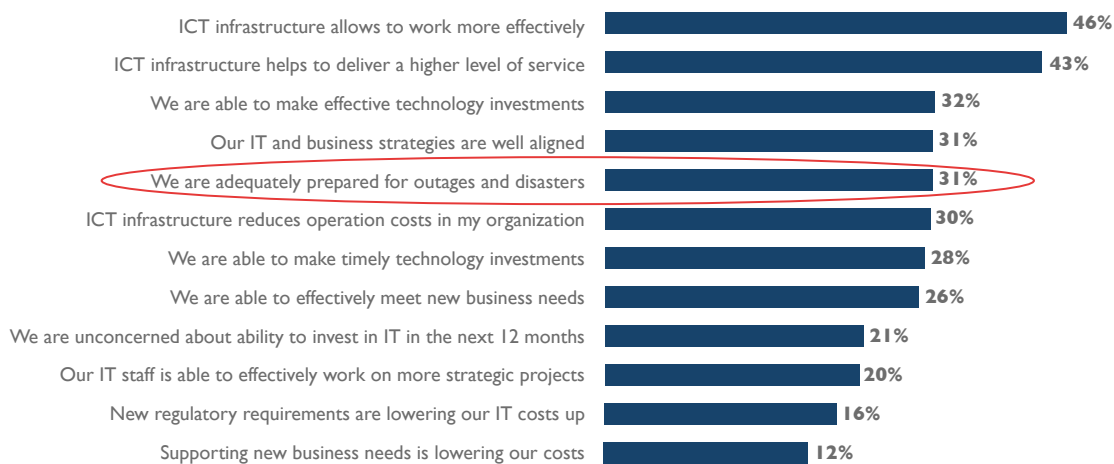 ICT infrastructure allows to work more effectively 46%
ICT infrastructure helps to deliver a higher level of service 43%
We are able to make effective technology investments 32%
Our IT and business strategies are well aligned 31%
We are adequately prepared for outages and disasters 31%
ICT infrastructure reduces operation costs in my organization 30%
We are able to make timely technology investments 28%
We are able to effectively meet new business needs 26%
We are unconcerned about ability to invest in IT in the next 12 months 21%
Our IT staff is able to effectively work on more strategic projects 20%
New regulatory requirements are lowering our IT costs up 16%
Supporting new business needs is lowering our costs 12%